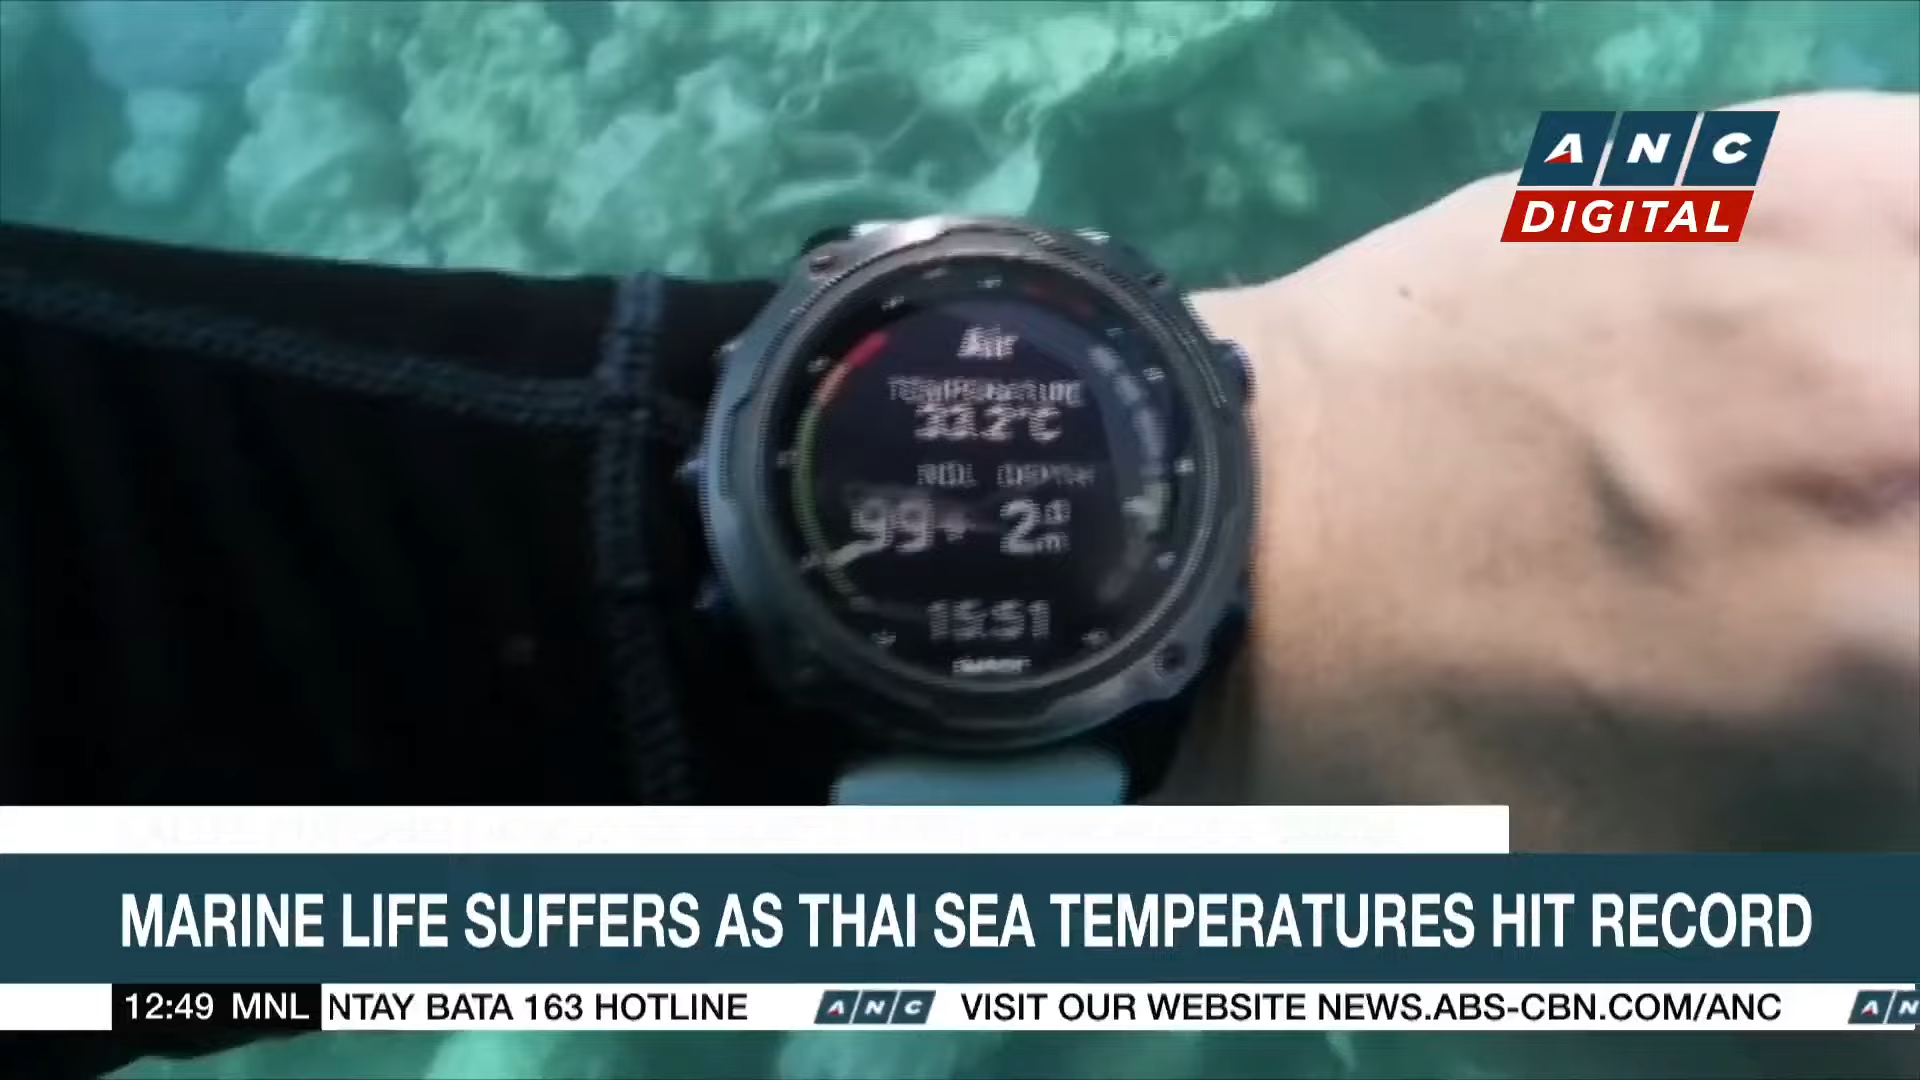 ANC
DIGITAL
Air
TEMPERATURE
33.2°C
NDL DEPTH
99+ 2
m
15:51
MARINE LIFE SUFFERS AS THAI SEA TEMPERATURES HIT RECORD
12:49 MNL NTAY BATA 163 HOTLINE ANC VISIT OUR WEBSITE NEWS.ABS-CBN.COM/ANC AN